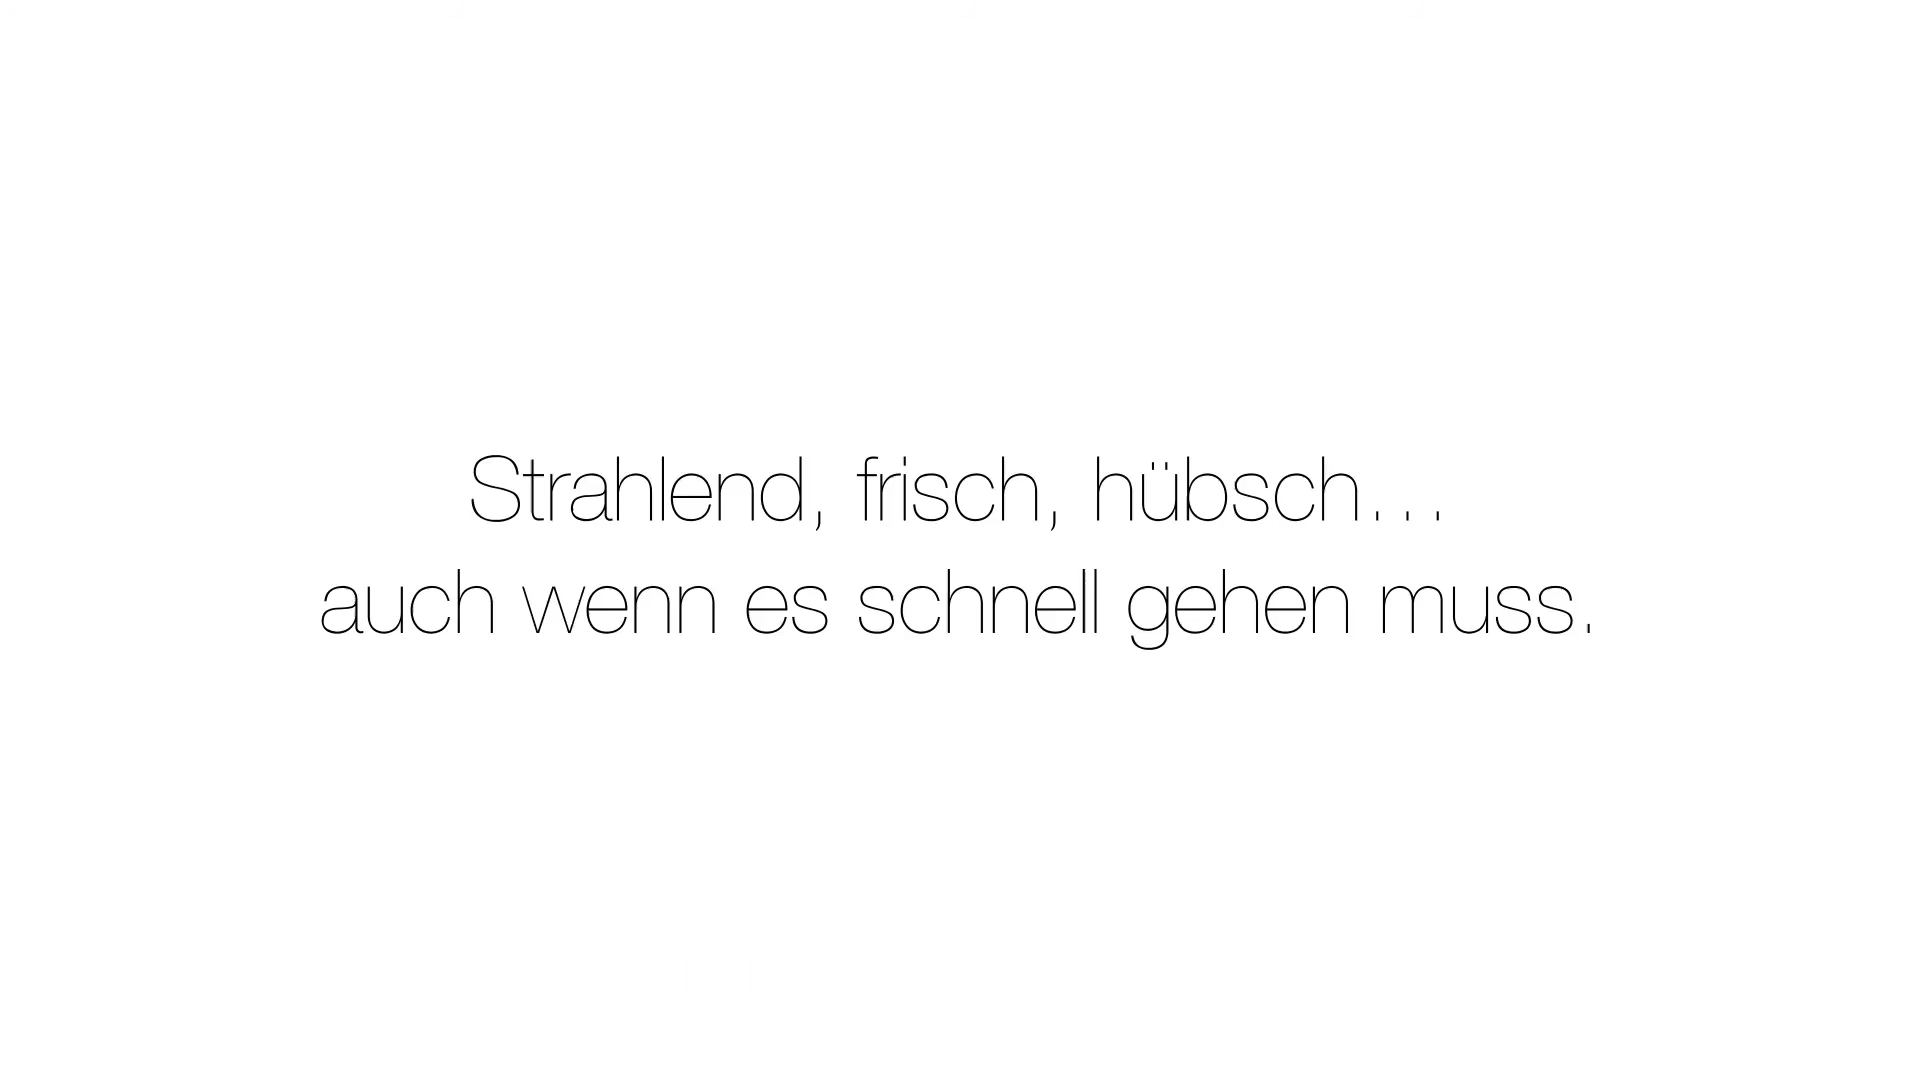 Strahlend, frisch, hübsch...
auch wenn es schnell gehen muss.